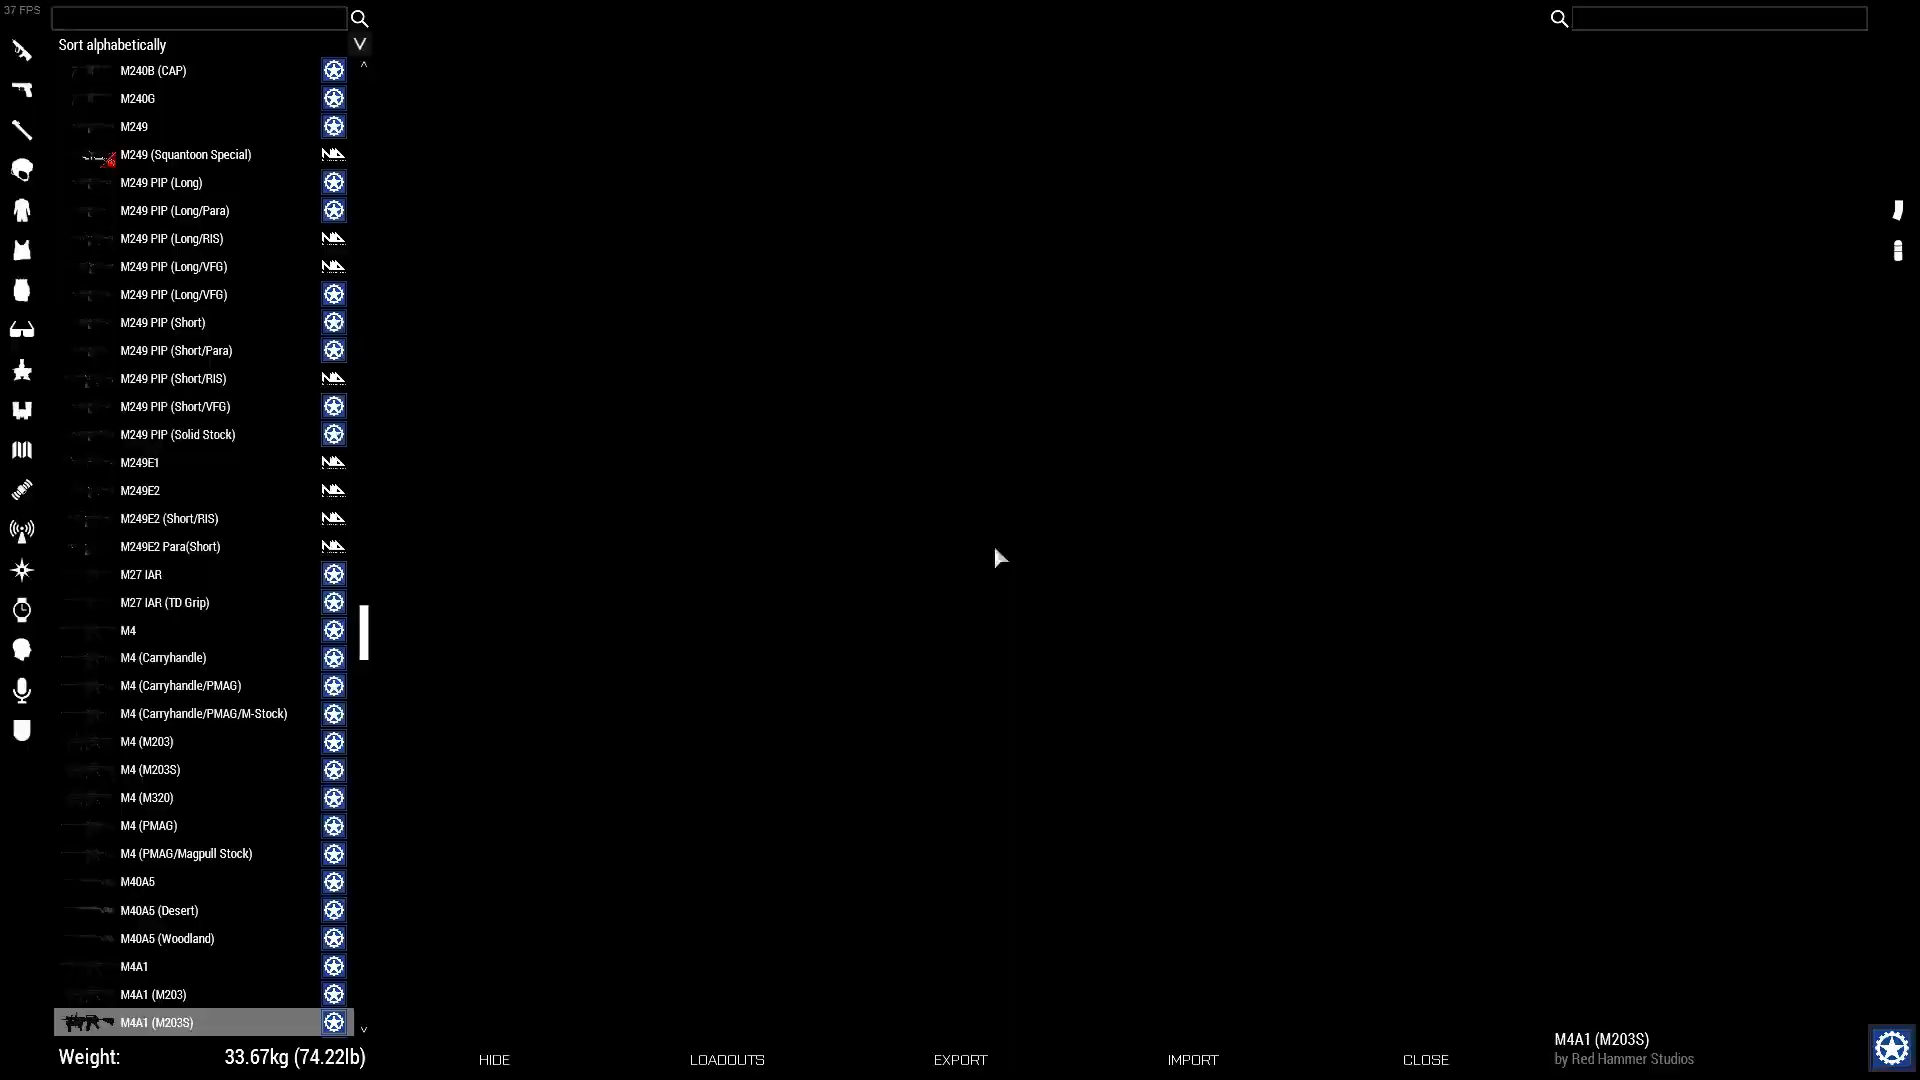 37 FPS
Sort alphabetically
M240B (CAP)
M240G
M249
M249 (Squantoon Special)
M249 PIP (Long)
M249 PIP (Long/Para)
M249 PIP (Long/RIS)
M249 PIP (Long/VFG)
M249 PIP (Long/VFG)
M249 PIP (Short)
M249 PIP (Short/Para)
M249 PIP (Short/RIS)
M249 PIP (Short/VFG)
M249 PIP (Solid Stock)
M249E1
M249E2
M249E2 (Short/RIS)
M249E2 Para(Short)
M27 IAR
M27 IAR (TD Grip)
M4
M4 (Carryhandle)
M4 (Carryhandle/PMAG)
M4 (Carryhandle/PMAG/M-Stock)
M4 (M203)
M4 (M203S)
M4 (M320)
M4 (PMAG)
M4 (PMAG/Magpull Stock)
M40A5
M40A5 (Desert)
M40A5 (Woodland)
M4A1
M4A1 (M203)
M4A1 (M203S)
Weight: 33.67kg (74.22lb)
HIDE
LOADOUTS
EXPORT
IMPORT
CLOSE
M4A1 (M203S)
by Red Hammer Studios